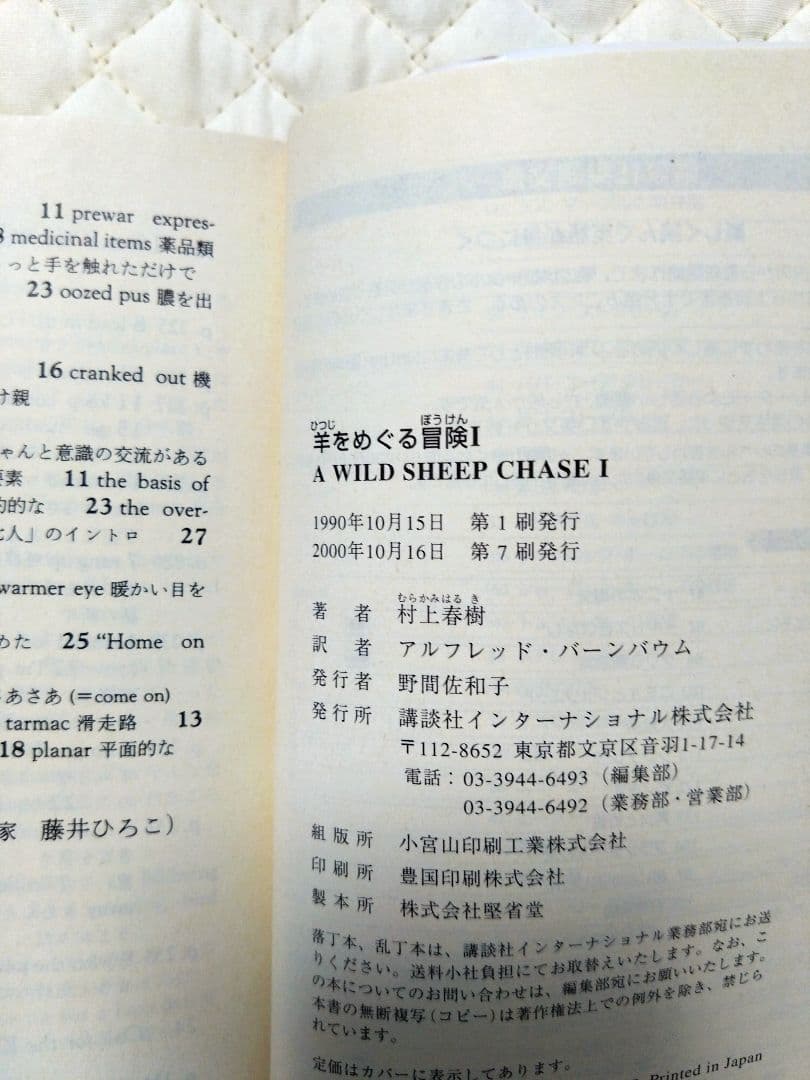 11 prewar expres-
medicinal items 薬品類
っと手を触れただけで
23 oozed pus 膿を出
16 cranked out 機
け親
ちゃんと意識の交流がある
要素 11 the basis of
的な 23 the over-
人」のイントロ 27
warmer eye 暖かい目を
めた 25 "Home on
あさあ (=come on)
tarmac 滑走路 13
18 planar 平面的な
家 藤井ひろこ)
ひつじ ぼうけん
羊をめぐる冒険I
A WILD SHEEP CHASE I
1990年10月15日 第1刷発行
2000年10月16日 第7刷発行
むらかみはるき
著者 村上春樹
訳者 アルフレッド・バーンバウム
発行者 野間佐和子
発行所 講談社インターナショナル株式会社
〒112-8652 東京都文京区音羽1-17-14
電話：03-3944-6493（編集部）
03-3944-6492（業務部・営業部）
組版所 小宮山印刷工業株式会社
印刷所 豊国印刷株式会社
製本所 株式会社堅省堂
落丁本、乱丁本は、講談社インターナショナル業務部宛にお送
りください。送料小社負担にてお取替えいたします。なお、こ
の本についてのお問い合わせは、編集部宛にお願いいたします。
本書の無断複写（コピー）は著作権法上での例外を除き、禁じら
れています。
定価はカバーに表示してあります。
Printed in Japan